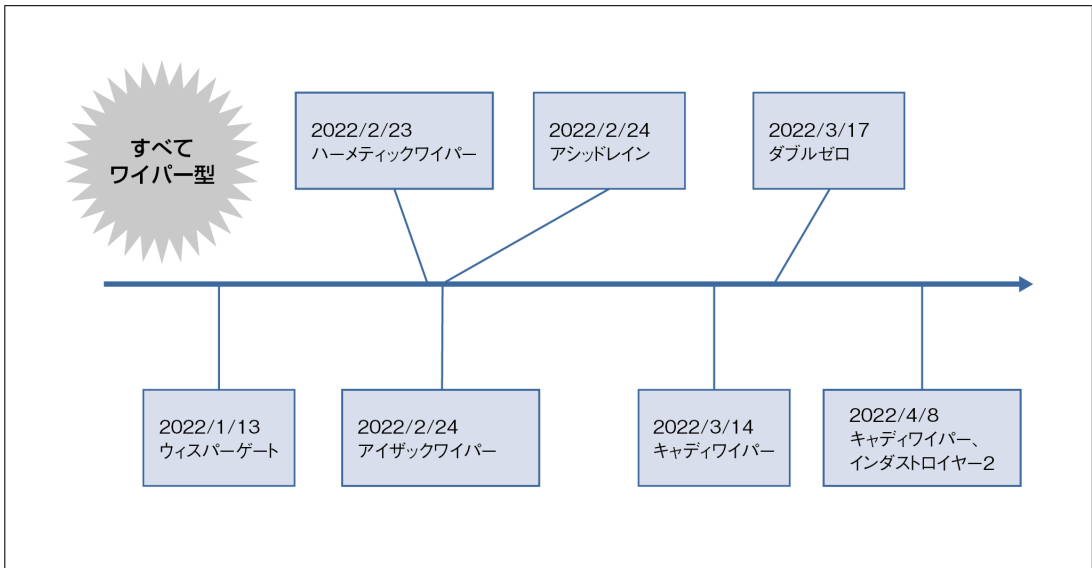 すべて
ワイパー型
2022/2/23
ハーメティックワイパー
2022/2/24
アシッドレイン
2022/3/17
ダブルゼロ
2022/1/13
ウィスパーゲート
2022/2/24
アイザックワイパー
2022/3/14
キャディワイパー
2022/4/8
キャディワイパー、
インダストロイヤー2